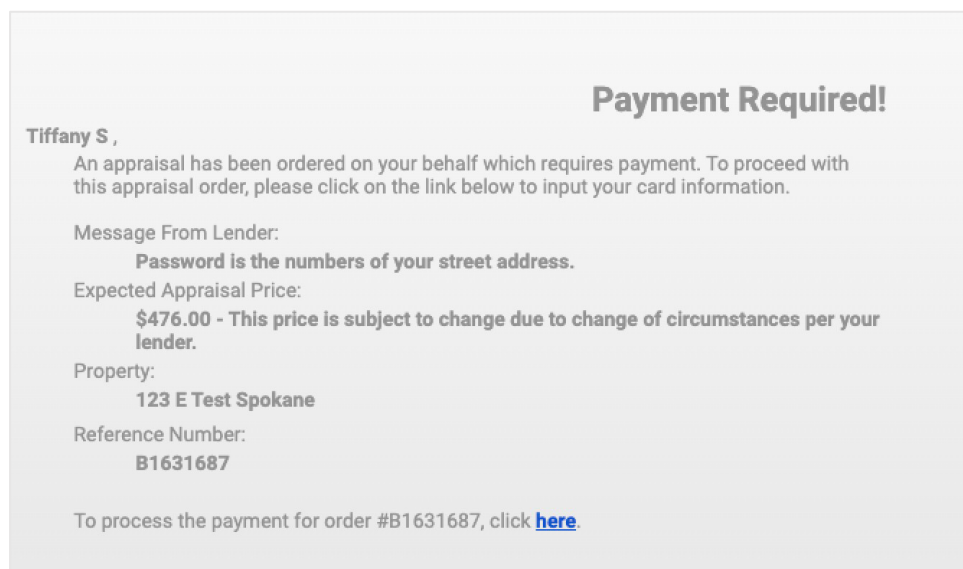 Payment Required!
Tiffany S ,
An appraisal has been ordered on your behalf which requires payment. To proceed with
this appraisal order, please click on the link below to input your card information.
Message From Lender:
Password is the numbers of your street address.
Expected Appraisal Price:
$476.00 - This price is subject to change due to change of circumstances per your
lender.
Property:
123 E Test Spokane
Reference Number:
B1631687
To process the payment for order #B1631687, click here.